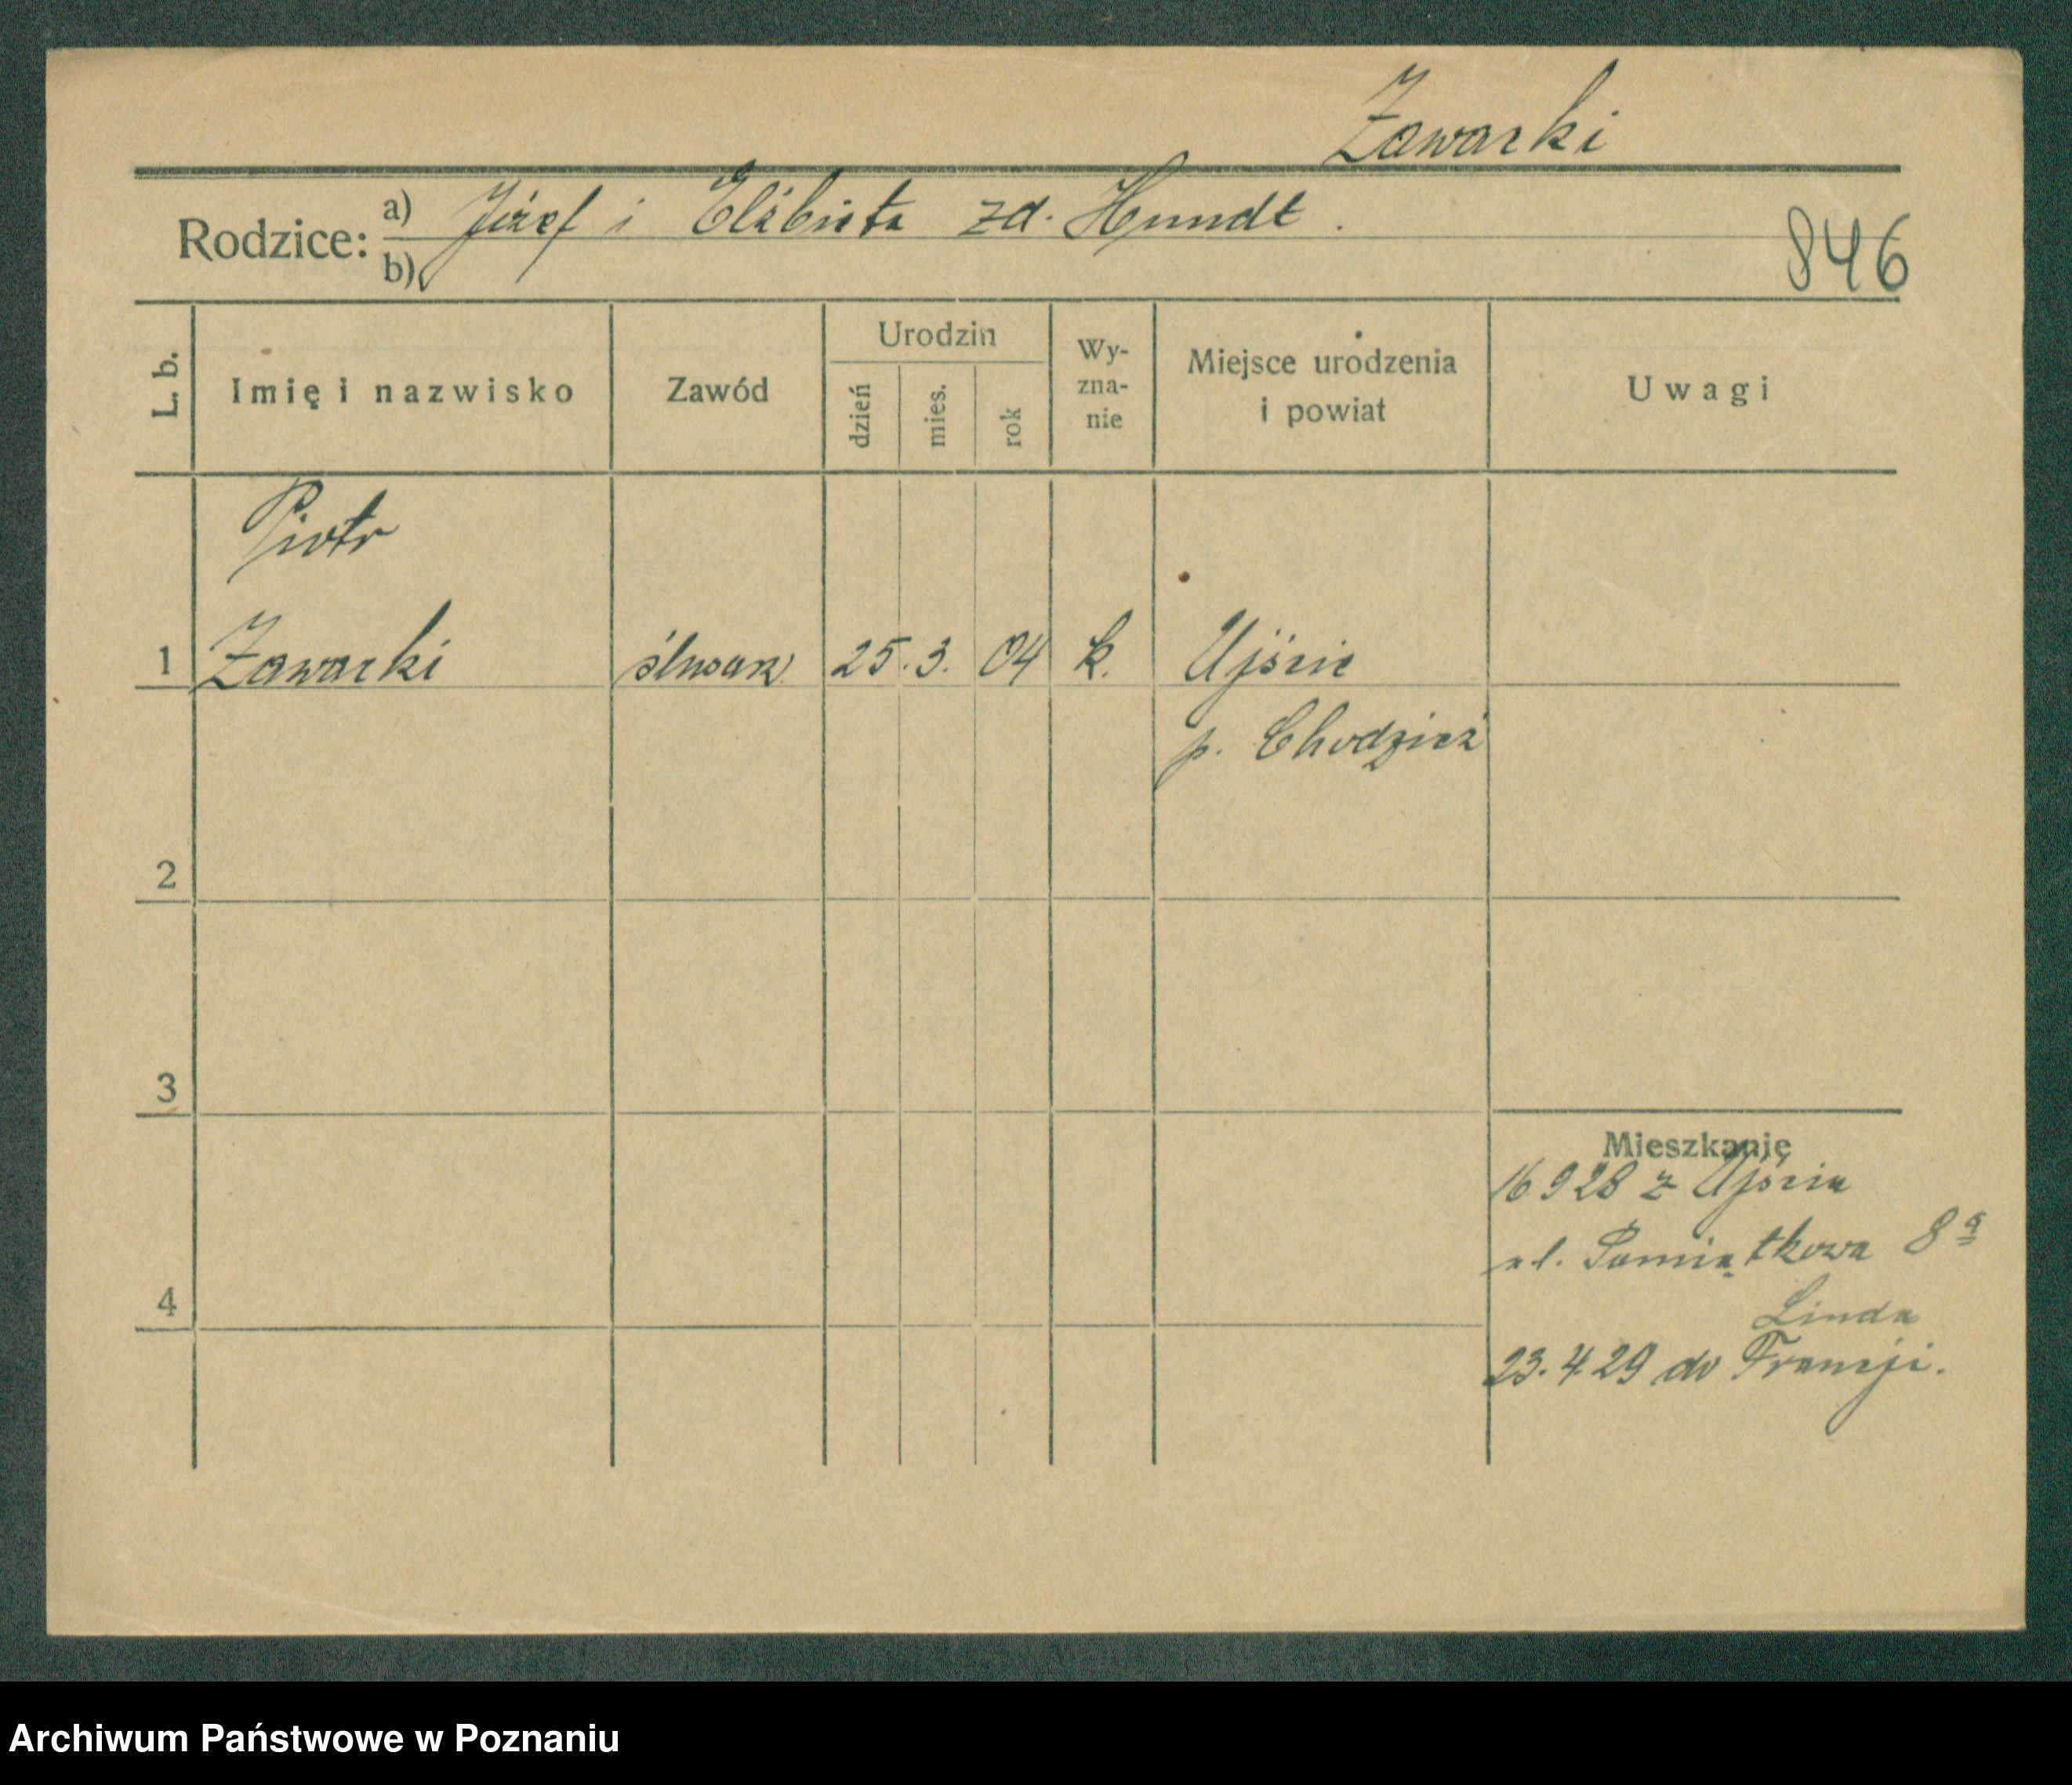 Zawarki
Rodzice: a) Józef i Elżbieta zd. Hundt.
b)
846
L. b.
Imię i nazwisko
Zawód
Urodzin
dzień
mies.
rok
Wy-
zna-
nie
Miejsce urodzenia
i powiat
Uwagi
Piotr
1 Zawarki ślusarz 25. 3. 04 k. Ujście
p. Chodzież
2
3
Mieszkanie
16 9 28 z Ujścia
ul. Pamiątkowa 8a
4
Linda
23. 4. 29 do Francji.
Archiwum Państwowe w Poznaniu